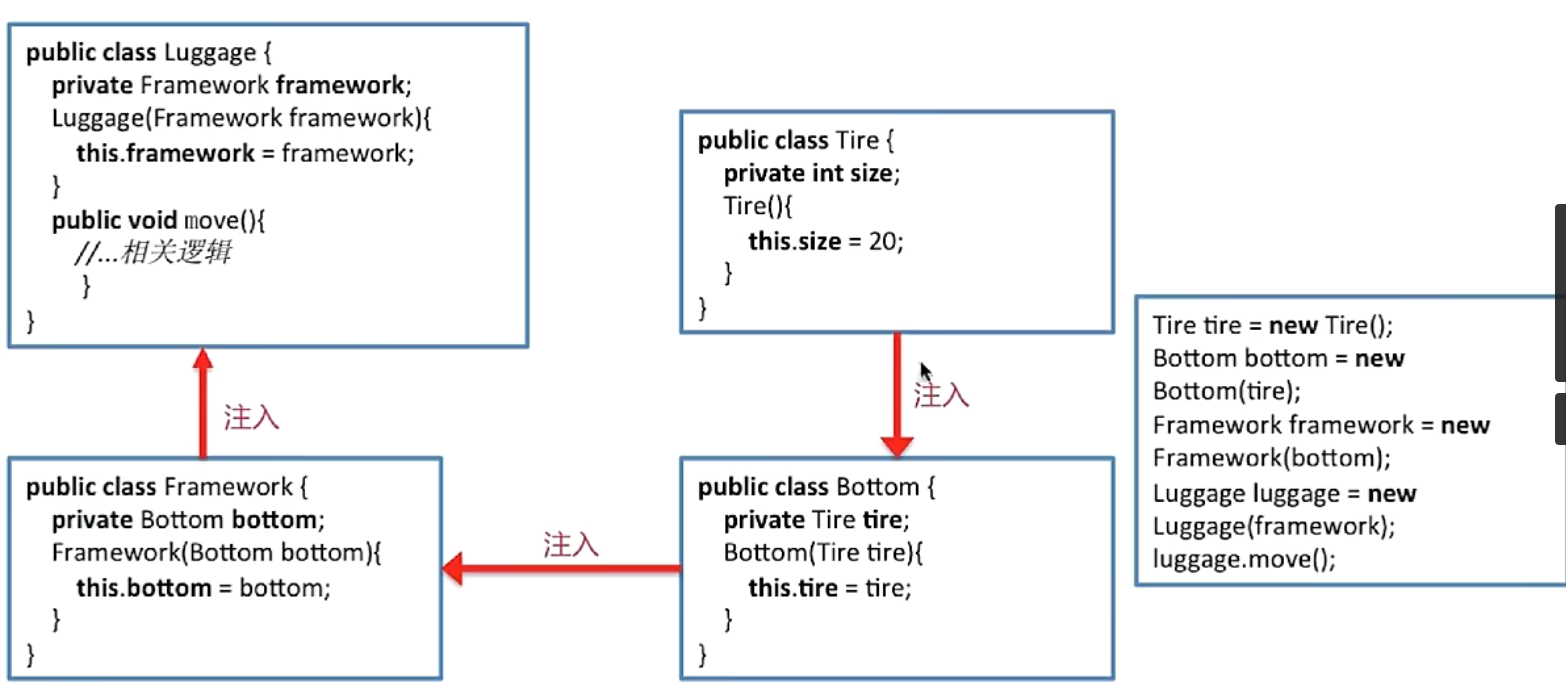 public class Luggage {
private Framework framework;
Luggage(Framework framework){
this.framework = framework;
}
public void move(){
//...相关逻辑
}
}
注入
public class Framework {
private Bottom bottom;
Framework(Bottom bottom){
this.bottom = bottom;
}
}
注入
public class Tire {
private int size;
Tire(){
this.size = 20;
}
}
注入
public class Bottom {
private Tire tire;
Bottom(Tire tire){
this.tire = tire;
}
}
Tire tire = new Tire();
Bottom bottom = new
Bottom(tire);
Framework framework = new
Framework(bottom);
Luggage luggage = new
Luggage(framework);
luggage.move();